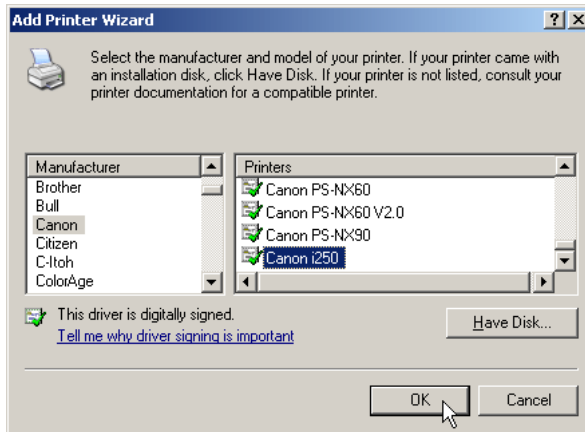 Add Printer Wizard
Select the manufacturer and model of your printer. If your printer came with
an installation disk, click Have Disk. If your printer is not listed, consult your
printer documentation for a compatible printer.
Manufacturer
Brother
Bull
Canon
Citizen
C-Itoh
ColorAge
Printers
Canon PS-NX60
Canon PS-NX60 V2.0
Canon PS-NX90
Canon i250
This driver is digitally signed.
Tell me why driver signing is important
Have Disk...
OK
Cancel